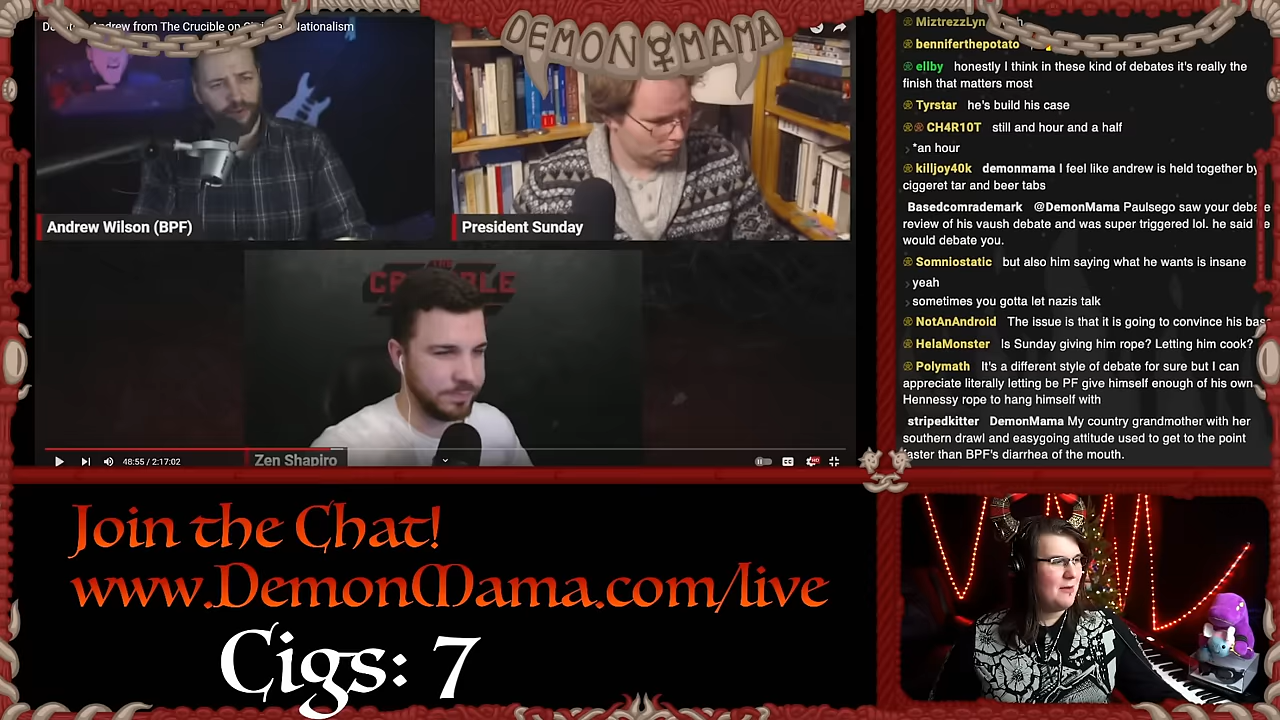 Andrew from The Crucible on
Nationalism
DEMON MAMA
Andrew Wilson (BPF)
President Sunday
THE
CRUCIBLE
48:55 / 2:17:02
Zen Shapiro
HD
MiztrezzLyn
benniferthepotato
ellby honestly I think in these kind of debates it's really the
finish that matters most
Tyrstar he's build his case
CH4R10T still and hour and a half
*an hour
killjoy40k demonmama I feel like andrew is held together by
ciggeret tar and beer tabs
Basedcomrademark @DemonMama Paulsego saw your debate
review of his vaush debate and was super triggered lol. he said
would debate you.
Somniostatic but also him saying what he wants is insane
yeah
sometimes you gotta let nazis talk
NotAnAndroid The issue is that it is going to convince his
HelaMonster Is Sunday giving him rope? Letting him cook?
Polymath It's a different style of debate for sure but I can
appreciate literally letting be PF give himself enough of his own
Hennessy rope to hang himself with
stripedkitter DemonMama My country grandmother with her
southern drawl and easygoing attitude used to get to the point
faster than BPF's diarrhea of the mouth.
Join the Chat!
www.DemonMama.com/live
Cigs: 7